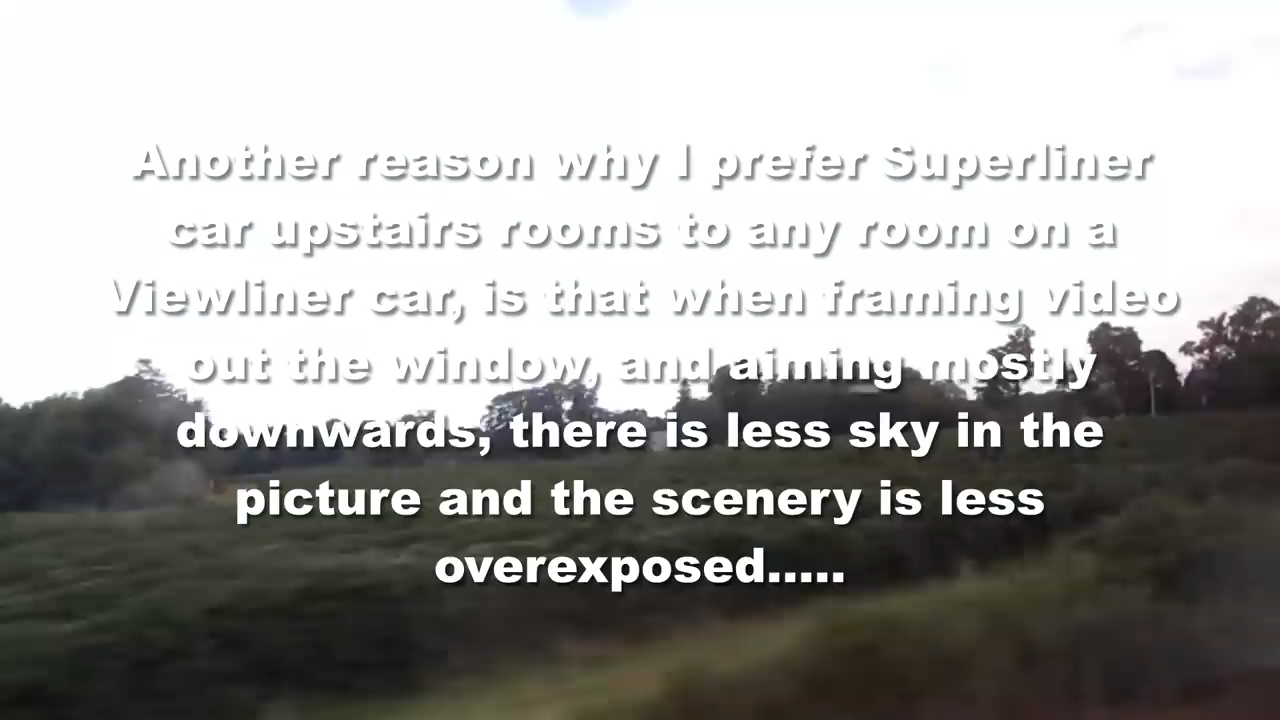 Another reason why I prefer Superliner
car upstairs rooms to any room on a
Viewliner car, is that when framing video
out the window, and aiming mostly
downwards, there is less sky in the
picture and the scenery is less
overexposed.....